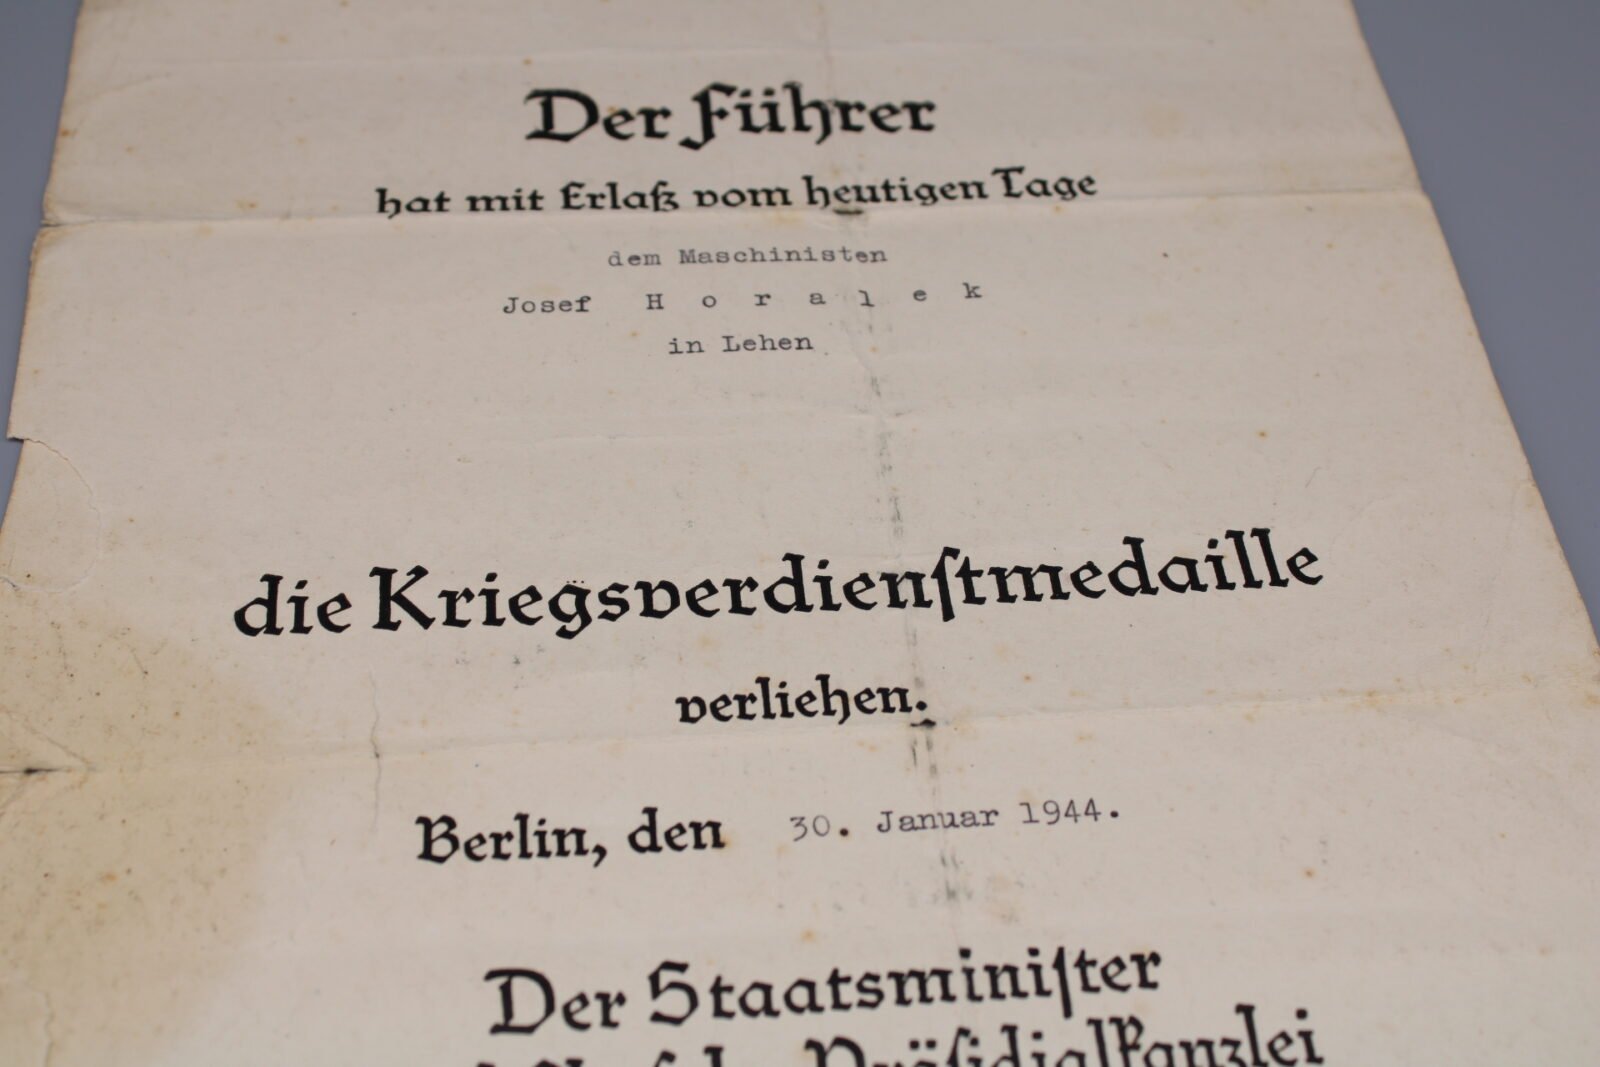 Der Führer
hat mit Erlaß vom heutigen Tage
dem Maschinisten
Josef H o r a l e k
in Lehen
die Kriegsverdienſtmedaille
verliehen.
Berlin, den 30. Januar 1944.
Der Staatsminiſter
Präſidialkanzlei